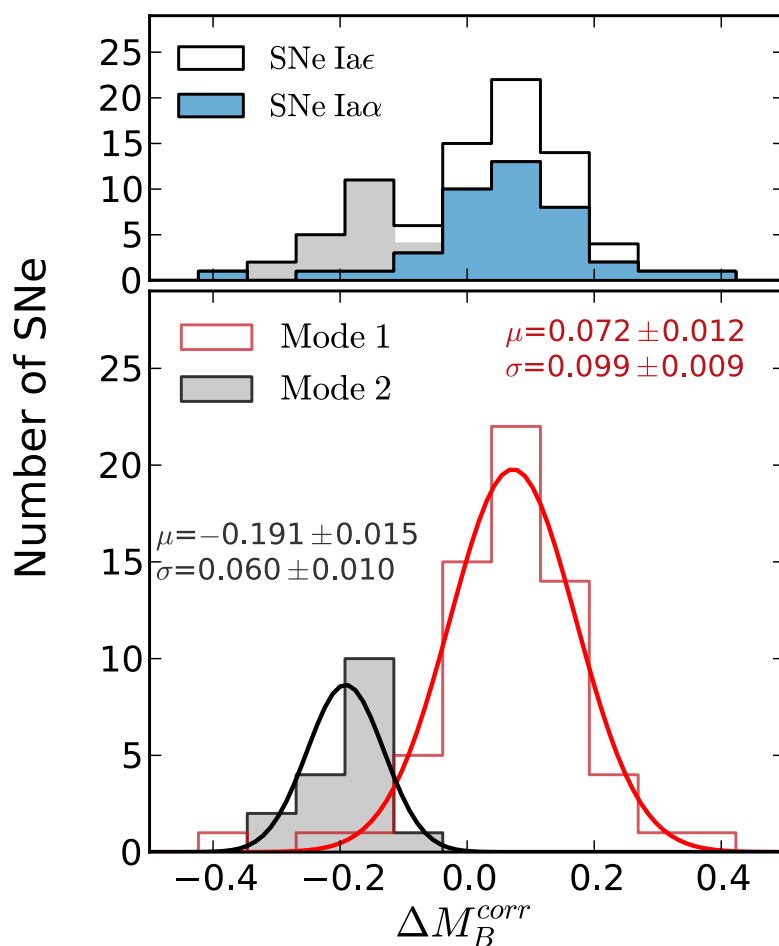 25
20
15
10
5
0
SNe Iaϵ
SNe Iaα
Number of SNe
25
20
15
10
5
0
Mode 1
Mode 2
μ=0.072 ±0.012
σ=0.099 ±0.009
μ=−0.191 ±0.015
σ=0.060 ±0.010
−0.4 −0.2 0.0 0.2 0.4
ΔM_B^{corr}